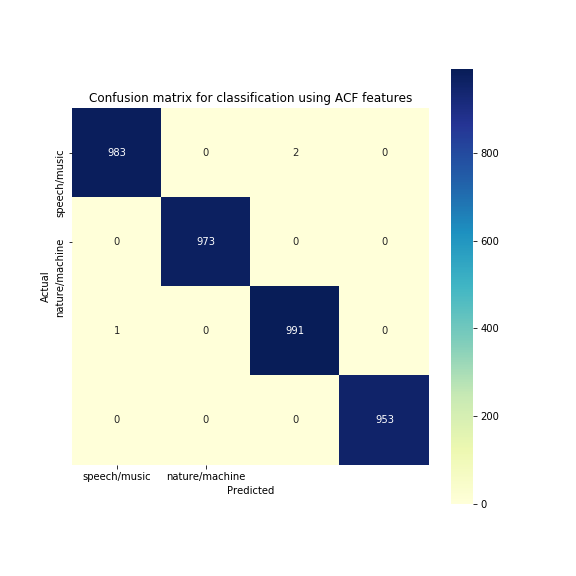 Confusion matrix for classification using ACF features
speech/music
nature/machine
Actual
983 0 2 0
0 973 0 0
1 0 991 0
0 0 0 953
speech/music nature/machine
Predicted
800
600
400
200
0